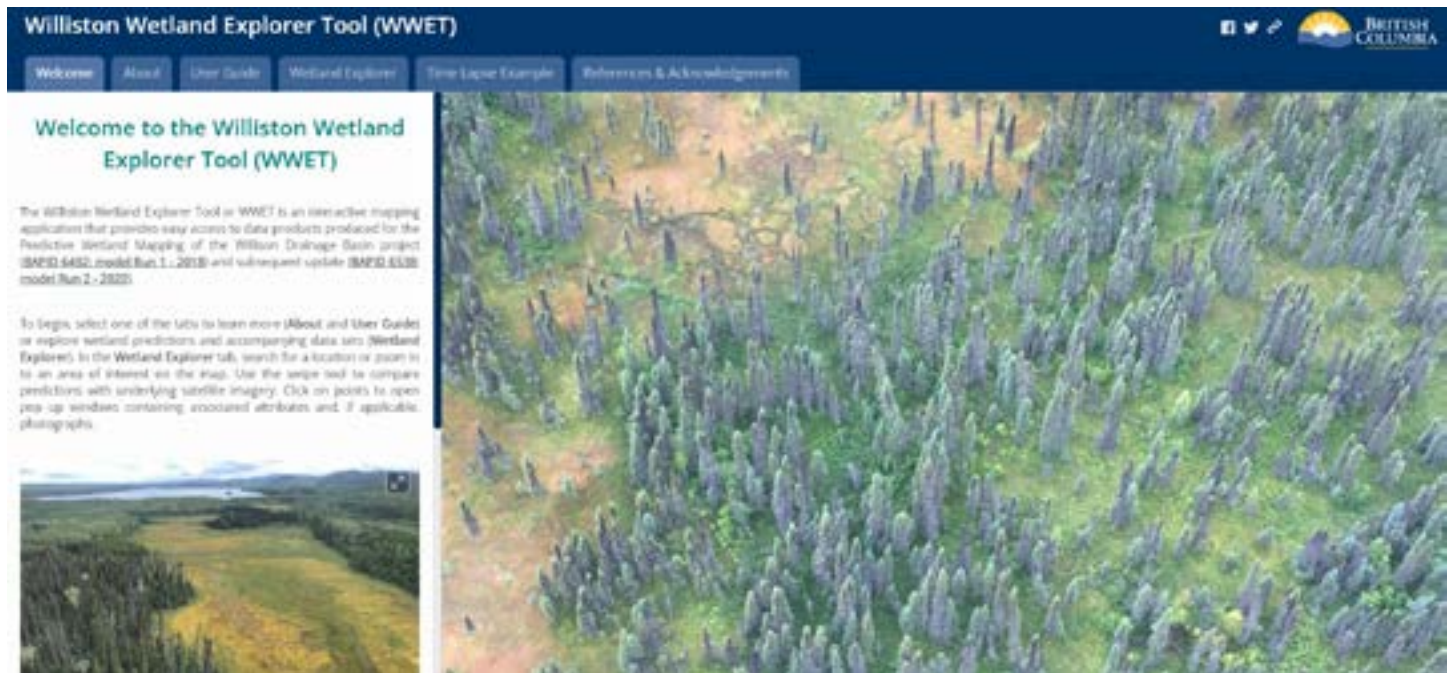 Williston Wetland Explorer Tool (WWET)
BRITISH
COLUMBIA
Welcome
About
User Guide
Wetland Explorer
Time Lapse Example
References & Acknowledgements
Welcome to the Williston Wetland
Explorer Tool (WWET)
The Williston Wetland Explorer Tool or WWET is an interactive mapping
application that provides easy access to data products produced for the
Predictive Wetland Mapping of the Williston Drainage Basin project
model Run 1 - 2018) and subsequent update
model Run 2 - 2022).
To begin, select one of the tabs to learn more (About and User Guide)
or explore wetland predictions and accompanying data sets (Wetland
Explorer). In the Wetland Explorer tab, search for a location or zoom in
to an area of interest on the map. Use the swipe tool to compare
predictions with underlying satellite imagery. Click on points to open
pop up windows containing associated attributes and, if applicable,
photographs.